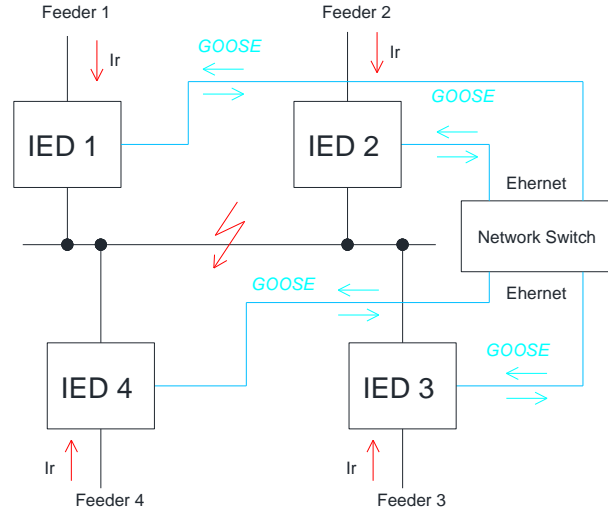 Feeder 1
Feeder 2
Ir
GOOSE
Ir
GOOSE
IED 1
IED 2
Ehernet
Network Switch
GOOSE
Ehernet
GOOSE
IED 4
IED 3
Ir
Ir
Feeder 4
Feeder 3